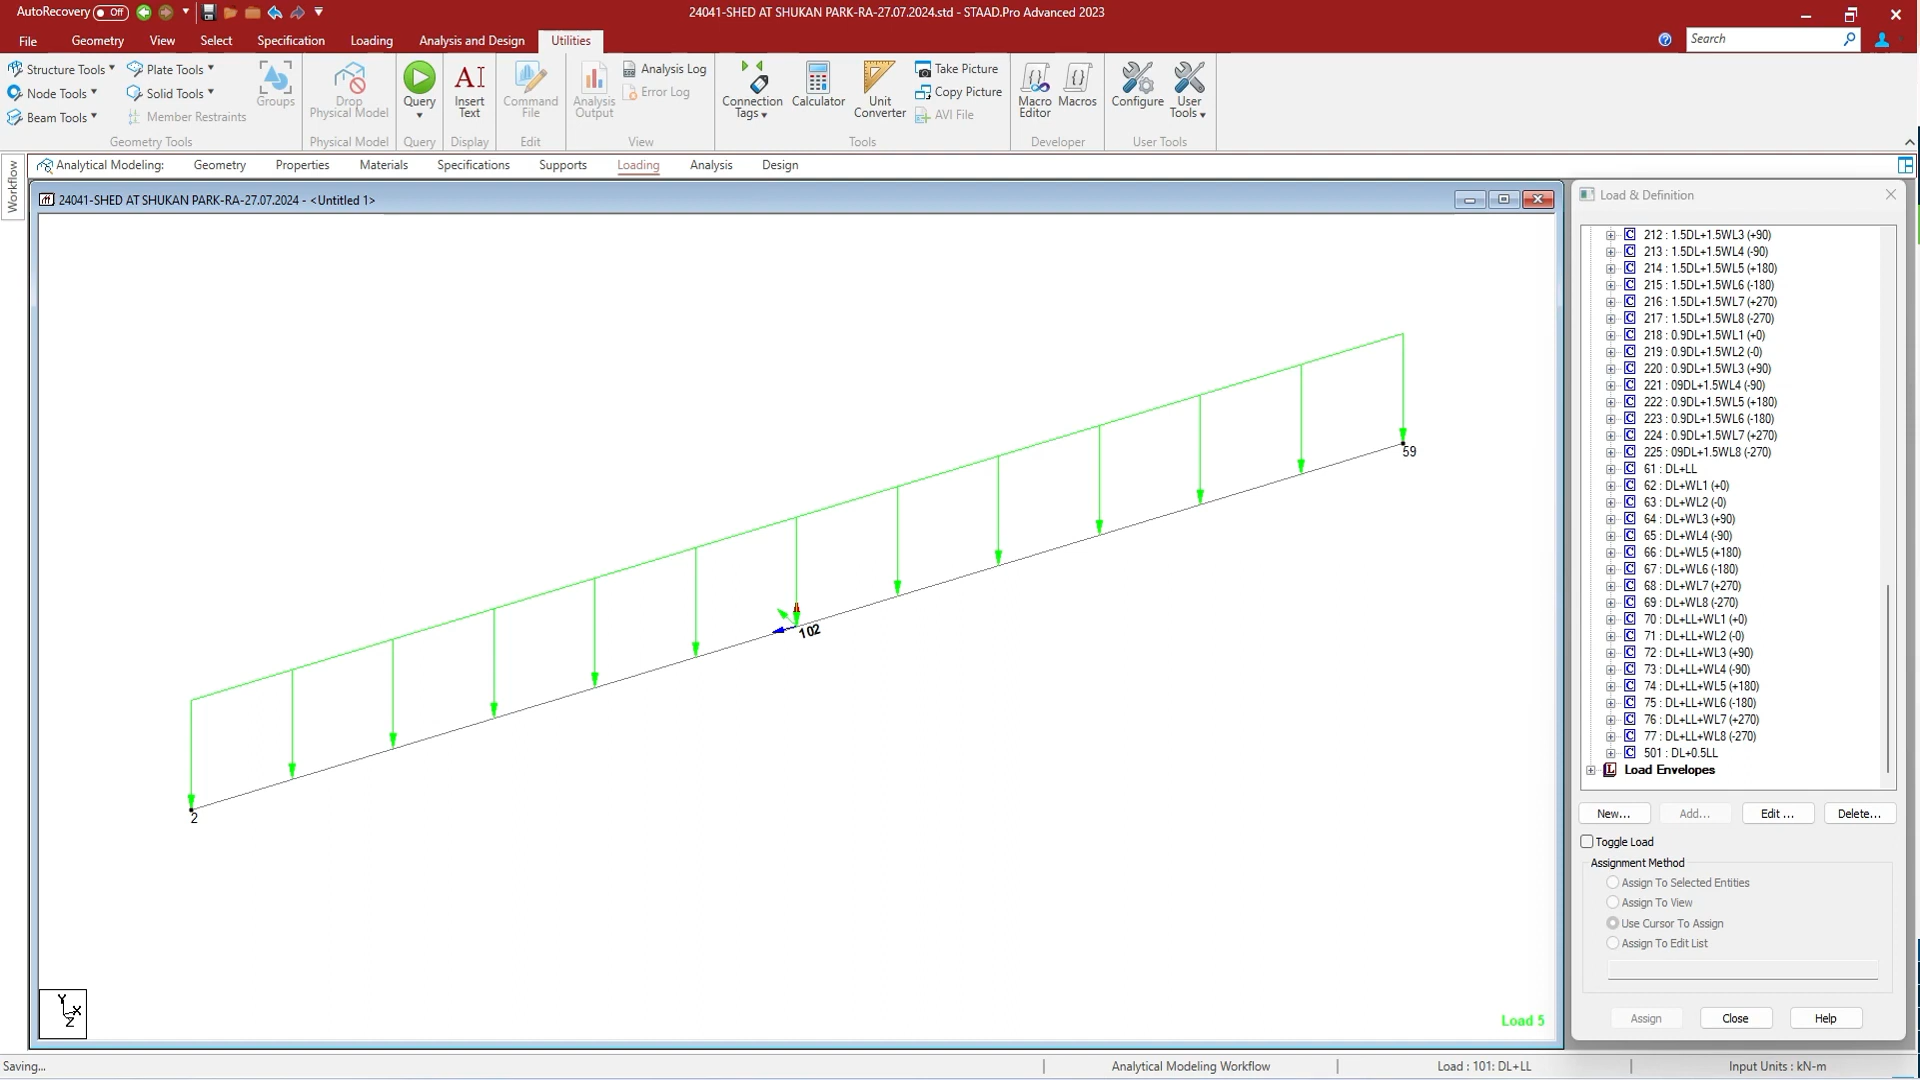 AutoRecovery Off
24041-SHED AT SHUKAN PARK-RA-27.07.2024.std - STAAD.Pro Advanced 2023
File Geometry View Select Specification Loading Analysis and Design Utilities
Search
Structure Tools
Node Tools
Beam Tools
Plate Tools
Solid Tools
Member Restraints
Groups
Geometry Tools
Drop Physical Model
Physical Model
Query
Query
Insert Text
Display
Command File
Edit
Analysis Output
Analysis Log
Error Log
View
Connection Tags
Calculator
Unit Converter
Take Picture
Copy Picture
AVI File
Tools
Macro Editor
Macros
Developer
Configure
User Tools
User Tools
Workflow
Analytical Modeling: Geometry Properties Materials Specifications Supports Loading Analysis Design
24041-SHED AT SHUKAN PARK-RA-27.07.2024 - <Untitled 1>
59
102
2
Y
X
Z
Load 5
Load & Definition
212 : 1.5DL+1.5WL3 (+90)
213 : 1.5DL+1.5WL4 (-90)
214 : 1.5DL+1.5WL5 (+180)
215 : 1.5DL+1.5WL6 (-180)
216 : 1.5DL+1.5WL7 (+270)
217 : 1.5DL+1.5WL8 (-270)
218 : 0.9DL+1.5WL1 (+0)
219 : 0.9DL+1.5WL2 (-0)
220 : 0.9DL+1.5WL3 (+90)
221 : 09DL+1.5WL4 (-90)
222 : 0.9DL+1.5WL5 (+180)
223 : 0.9DL+1.5WL6 (-180)
224 : 0.9DL+1.5WL7 (+270)
225 : 09DL+1.5WL8 (-270)
61 : DL+LL
62 : DL+WL1 (+0)
63 : DL+WL2 (-0)
64 : DL+WL3 (+90)
65 : DL+WL4 (-90)
66 : DL+WL5 (+180)
67 : DL+WL6 (-180)
68 : DL+WL7 (+270)
69 : DL+WL8 (-270)
70 : DL+LL+WL1 (+0)
71 : DL+LL+WL2 (-0)
72 : DL+LL+WL3 (+90)
73 : DL+LL+WL4 (-90)
74 : DL+LL+WL5 (+180)
75 : DL+LL+WL6 (-180)
76 : DL+LL+WL7 (+270)
77 : DL+LL+WL8 (-270)
501 : DL+0.5LL
Load Envelopes
New... Add... Edit ... Delete...
Toggle Load
Assignment Method
Assign To Selected Entities
Assign To View
Use Cursor To Assign
Assign To Edit List
Assign Close Help
Saving... Analytical Modeling Workflow Load : 101: DL+LL Input Units : kN-m